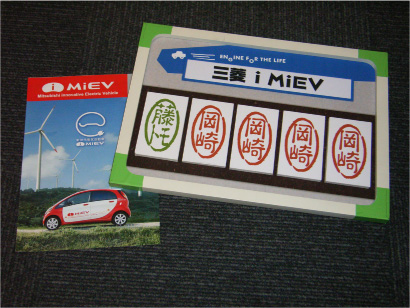 i MiEV
Mitsubishi Innovative Electric Vehicle
i MiEV
ENGINE FOR THE LIFE
三菱 i MiEV
藤
岡崎
岡崎
岡崎
岡崎